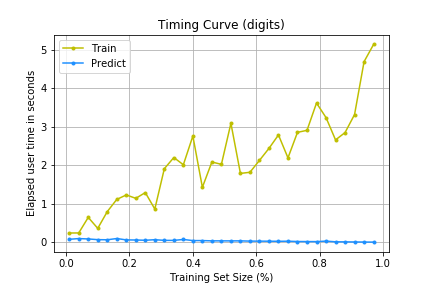 Timing Curve (digits)
Train
Predict
Elapsed user time in seconds
5
4
3
2
1
0
0.0 0.2 0.4 0.6 0.8 1.0
Training Set Size (%)